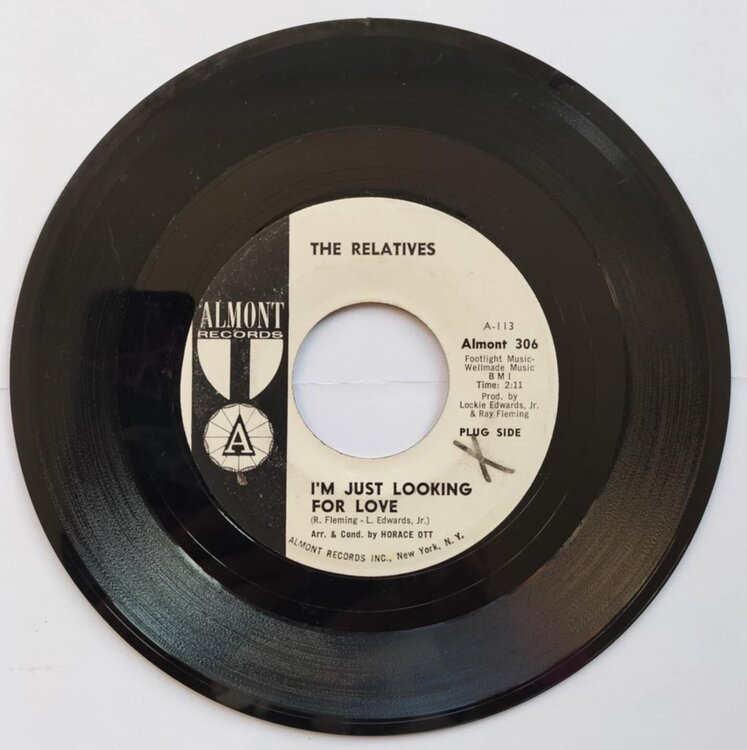 THE RELATIVES
ALMONT
RECORDS
A
A-113
Almont 306
Footlight Music-
Wellmade Music
B M I
Time: 2:11
Prod. by
Lockie Edwards, Jr.
& Ray Fleming
PLUG SIDE
X
I'M JUST LOOKING
FOR LOVE
(R. Fleming - L. Edwards, Jr.)
Arr. & Cond. by HORACE OTT
ALMONT RECORDS INC., New York, N. Y.